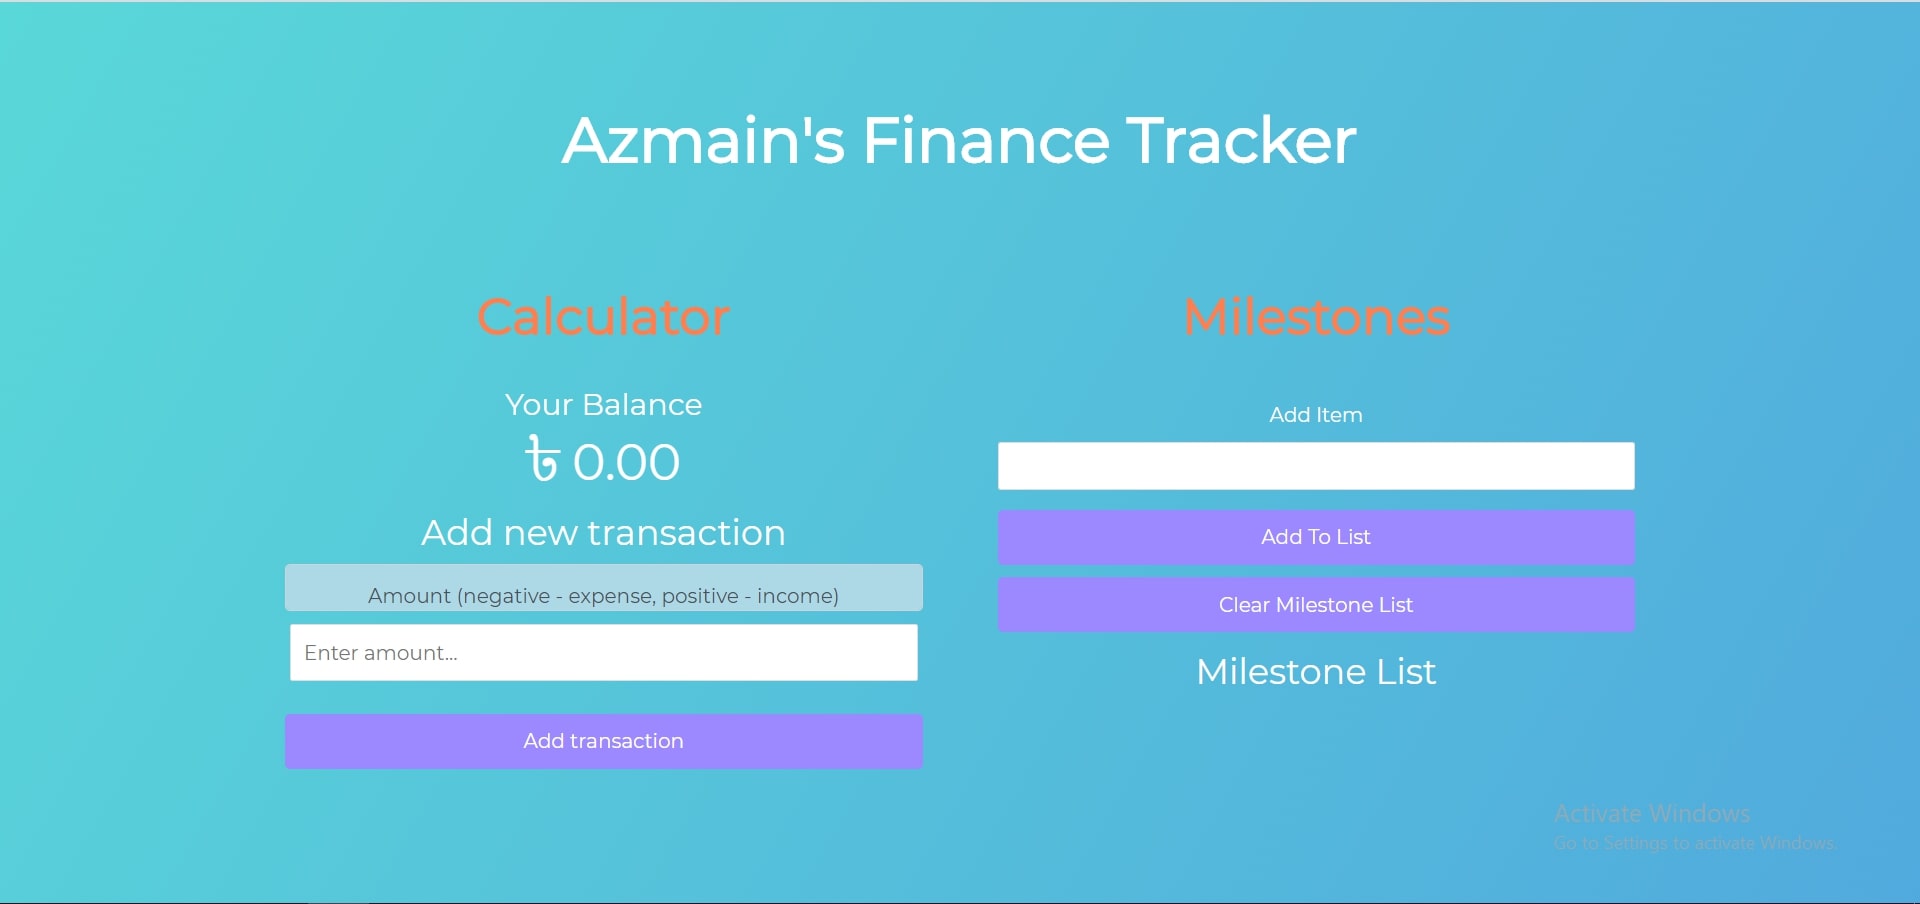 Azmain's Finance Tracker
Calculator
Your Balance
৳ 0.00
Add new transaction
Amount (negative - expense, positive - income)
Enter amount...
Add transaction
Milestones
Add Item
Add To List
Clear Milestone List
Milestone List
Activate Windows
Go to Settings to activate Windows.